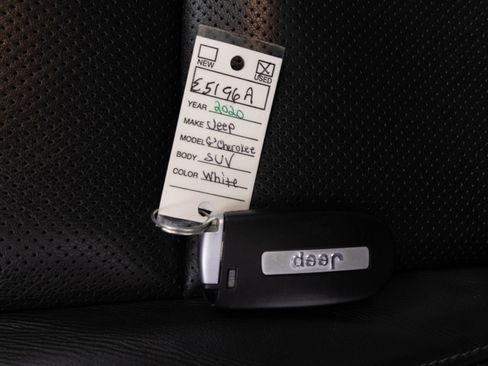 NEW USED
E5196A
YEAR 2020
MAKE Jeep
MODEL G'Cherokee
BODY SUV
COLOR White
Jeep